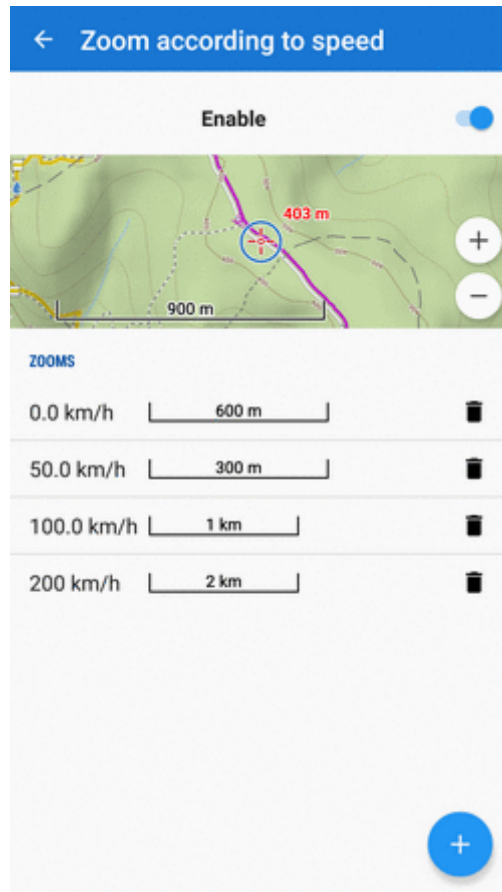 Zoom according to speed
Enable
403 m
900 m
ZOOMS
0.0 km/h 600 m
50.0 km/h 300 m
100.0 km/h 1 km
200 km/h 2 km